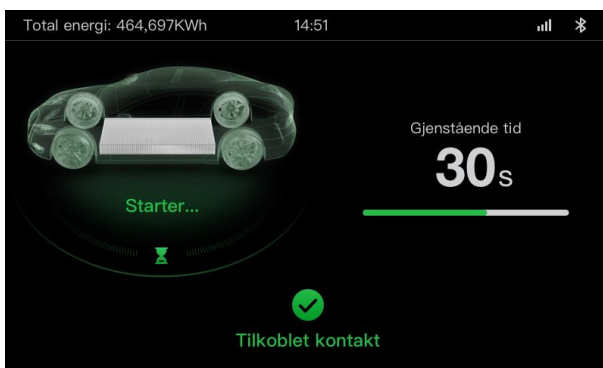 Total energi: 464,697KWh 14:51
Gjenstående tid
30s
Starter...
Tilkoblet kontakt